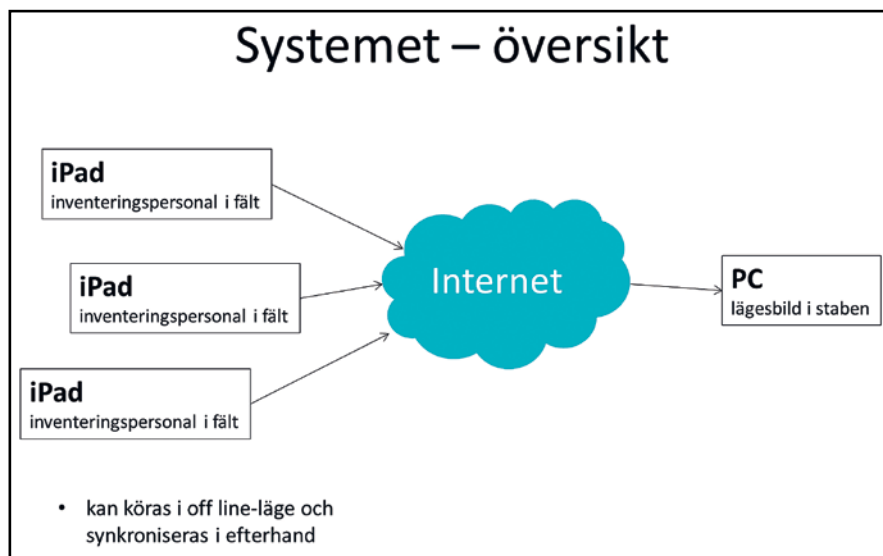 Systemet – översikt
iPad
inventeringspersonal i fält
iPad
inventeringspersonal i fält
iPad
inventeringspersonal i fält
Internet
PC
lägesbild i staben
• kan köras i off line-läge och
synkroniseras i efterhand